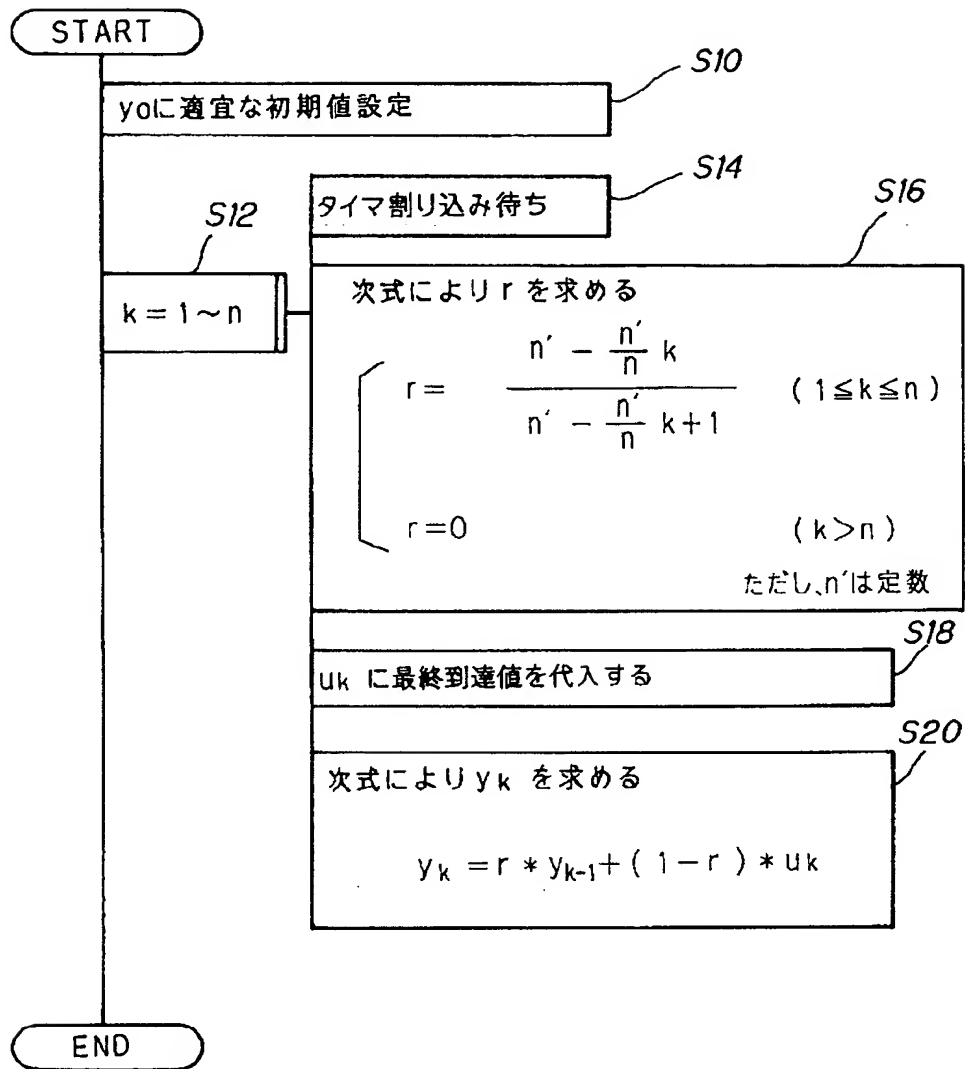 START
S10
y0に適宜な初期値設定
S14
タイマ割り込み待ち
S12
k = 1～n
S16
次式によりrを求める
r = (n′ - (n′/n) k) / (n′ - (n′/n) k + 1) (1≦k≦n)
r = 0 (k>n)
ただし、n′は定数
S18
uk に最終到達値を代入する
S20
次式により yk を求める
yk = r * yk-1 + (1-r) * uk
END